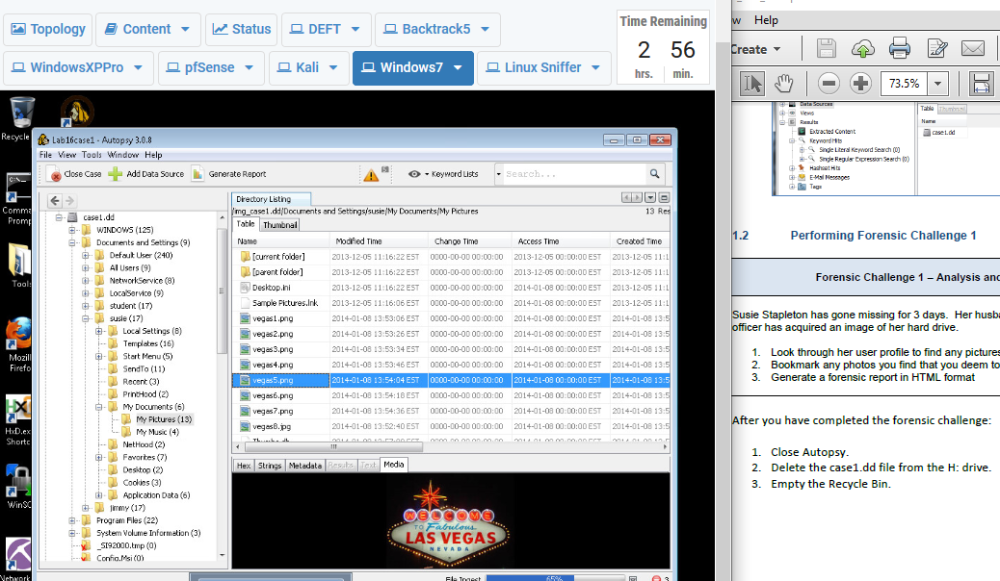 Topology
Content
Status
DEFT
Backtrack5
WindowsXPPro
pfSense
Kali
Windows7
Linux Sniffer
Time Remaining
2 56
hrs. min.
Help
Create
73.5%
Recycle
Comma
Promp
Tools
Mozill
Firefo
HxD.ex
Shortc
WinSC
Network
Lab16case1 - Autopsy 3.0.8
File View Tools Window Help
Close Case Add Data Source Generate Report Keyword Lists Search...
case1.dd
WINDOWS (125)
Documents and Settings (9)
Default User (240)
All Users (9)
NetworkService (8)
LocalService (9)
student (17)
susie (17)
Local Settings (8)
Templates (16)
Start Menu (5)
SendTo (11)
Recent (3)
PrintHood (2)
My Documents (6)
My Pictures (13)
My Music (4)
NetHood (2)
Favorites (7)
Desktop (2)
Cookies (3)
Application Data (6)
jimmy (17)
Program Files (22)
System Volume Information (3)
_SI92000.tmp (0)
Config.Msi (0)
Directory Listing
/img_case1.dd/Documents and Settings/susie/My Documents/My Pictures 13 Res
Table Thumbnail
Name Modified Time Change Time Access Time Created Time
[current folder] 2013-12-05 11:16:22 EST 0000-00-00 00:00:00 2013-12-05 00:00:00 EST 2013-12-05 11:1
[parent folder] 2013-12-05 11:16:22 EST 0000-00-00 00:00:00 2013-12-05 00:00:00 EST 2013-12-05 11:1
Desktop.ini 2013-12-05 11:16:22 EST 0000-00-00 00:00:00 2014-01-08 00:00:00 EST 2013-12-05 11:1
Sample Pictures.lnk 2013-12-05 11:16:06 EST 0000-00-00 00:00:00 2013-12-05 00:00:00 EST 2013-12-05 11:1
vegas1.png 2014-01-08 13:53:06 EST 0000-00-00 00:00:00 2014-01-08 00:00:00 EST 2014-01-08 13:5
vegas2.png 2014-01-08 13:53:26 EST 0000-00-00 00:00:00 2014-01-08 00:00:00 EST 2014-01-08 13:5
vegas3.png 2014-01-08 13:53:34 EST 0000-00-00 00:00:00 2014-01-08 00:00:00 EST 2014-01-08 13:5
vegas4.png 2014-01-08 13:53:46 EST 0000-00-00 00:00:00 2014-01-08 00:00:00 EST 2014-01-08 13:5
vegas5.png 2014-01-08 13:54:04 EST 0000-00-00 00:00:00 2014-01-08 00:00:00 EST 2014-01-08 13:5
vegas6.png 2014-01-08 13:54:18 EST 0000-00-00 00:00:00 2014-01-08 00:00:00 EST 2014-01-08 13:5
vegas7.png 2014-01-08 13:54:36 EST 0000-00-00 00:00:00 2014-01-08 00:00:00 EST 2014-01-08 13:5
vegas8.jpg 2014-01-08 13:52:40 EST 0000-00-00 00:00:00 2014-01-08 00:00:00 EST 2014-01-08 13:5
Hex Strings Metadata Results Text Media
WELCOME
TO Fabulous
LAS VEGAS
NEVADA
File Ingest 65% 3
Data Sources
Views
Results
Extracted Content
Keyword Hits
Single Literal Keyword Search (0)
Single Regular Expression Search (0)
Hashset Hits
E-Mail Messages
Tags
Table Thumbnail
Name
case1.dd
1.2 Performing Forensic Challenge 1
Forensic Challenge 1 – Analysis and
Susie Stapleton has gone missing for 3 days. Her husba
officer has acquired an image of her hard drive.
1. Look through her user profile to find any pictures
2. Bookmark any photos you find that you deem to
3. Generate a forensic report in HTML format
After you have completed the forensic challenge:
1. Close Autopsy.
2. Delete the case1.dd file from the H: drive.
3. Empty the Recycle Bin.